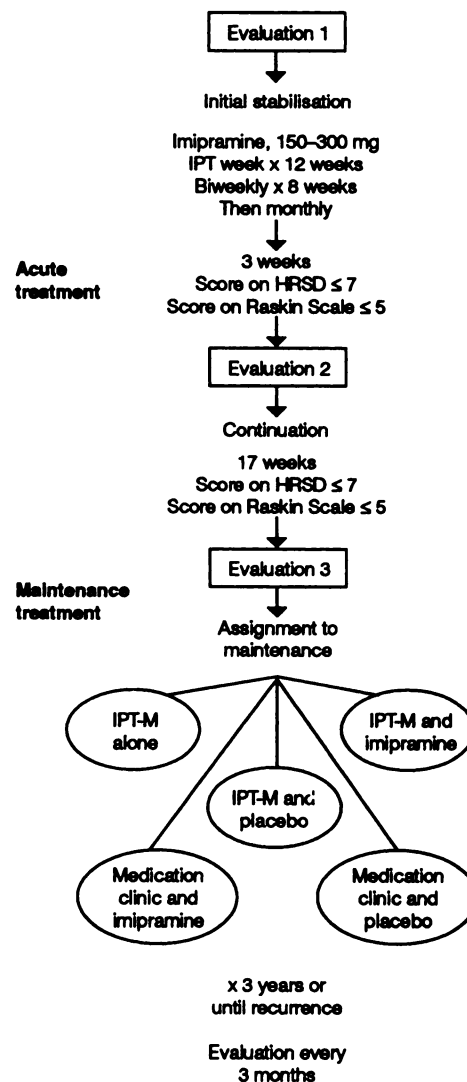 Evaluation 1
Initial stabilisation
Imipramine, 150–300 mg
IPT week x 12 weeks
Biweekly x 8 weeks
Then monthly
Acute
treatment
3 weeks
Score on HRSD ≤ 7
Score on Raskin Scale ≤ 5
Evaluation 2
Continuation
17 weeks
Score on HRSD ≤ 7
Score on Raskin Scale ≤ 5
Evaluation 3
Maintenance
treatment
Assignment to
maintenance
IPT-M
alone
IPT-M and
imipramine
IPT-M and
placebo
Medication
clinic and
imipramine
Medication
clinic and
placebo
x 3 years or
until recurrence
Evaluation every
3 months